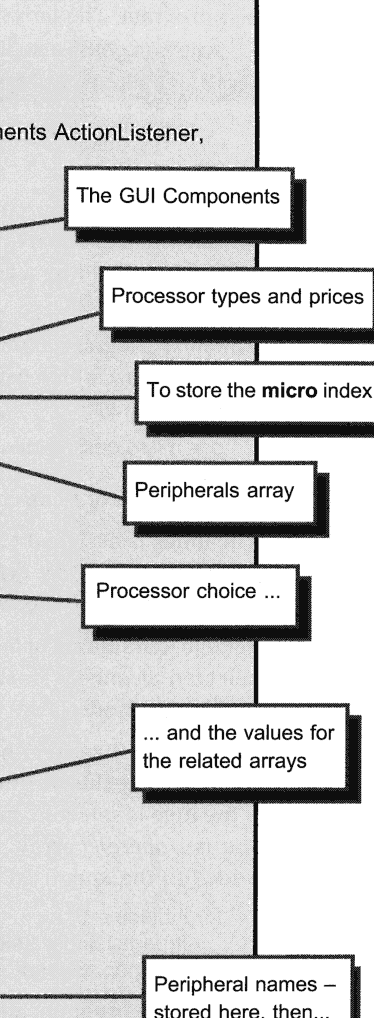 ents ActionListener,
The GUI Components
Processor types and prices
To store the micro index
Peripherals array
Processor choice ...
... and the values for
the related arrays
Peripheral names –
stored here, then...